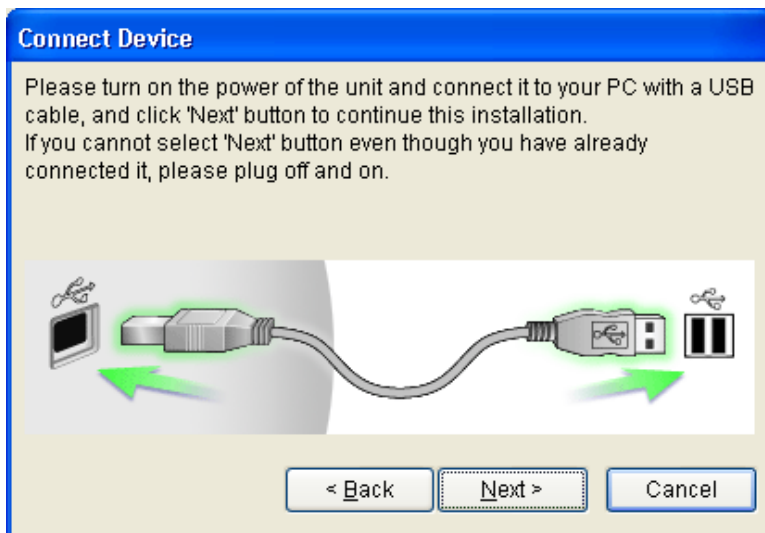 Connect Device
Please turn on the power of the unit and connect it to your PC with a USB
cable, and click 'Next' button to continue this installation.
If you cannot select 'Next' button even though you have already
connected it, please plug off and on.
< Back Next > Cancel